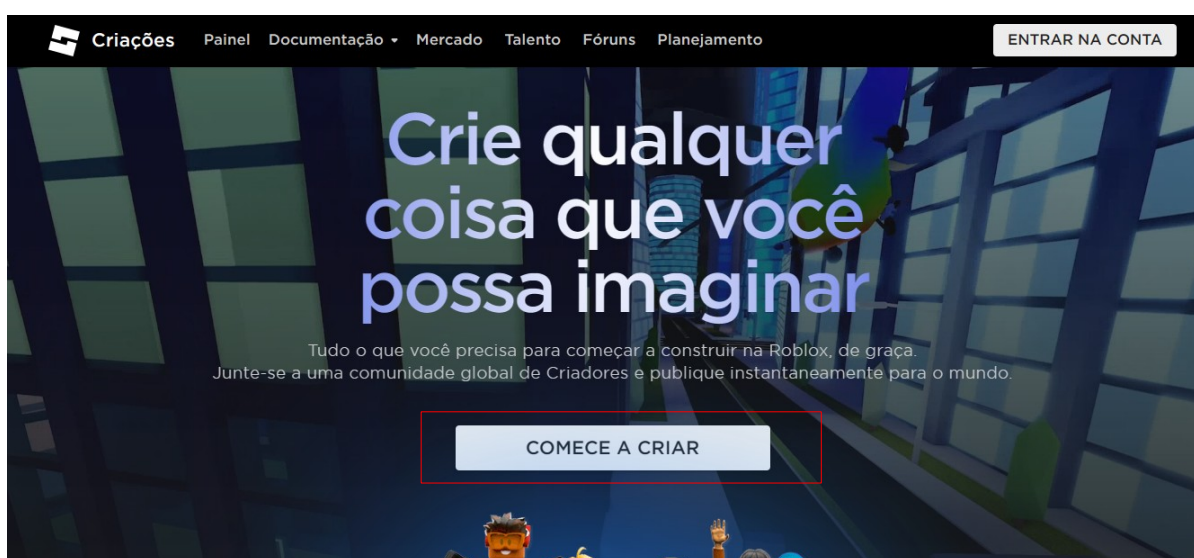 Criações Painel Documentação Mercado Talento Fóruns Planejamento ENTRAR NA CONTA
Crie qualquer
coisa que você
possa imaginar
Tudo o que você precisa para começar a construir na Roblox, de graça.
Junte-se a uma comunidade global de Criadores e publique instantaneamente para o mundo.
COMECE A CRIAR